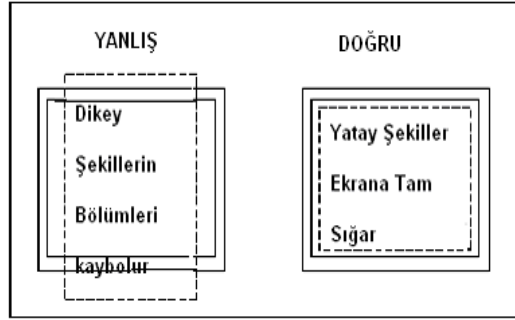 YANLIŞ
Dikey
Şekillerin
Bölümleri
kaybolur
DOĞRU
Yatay Şekiller
Ekrana Tam
Sığar